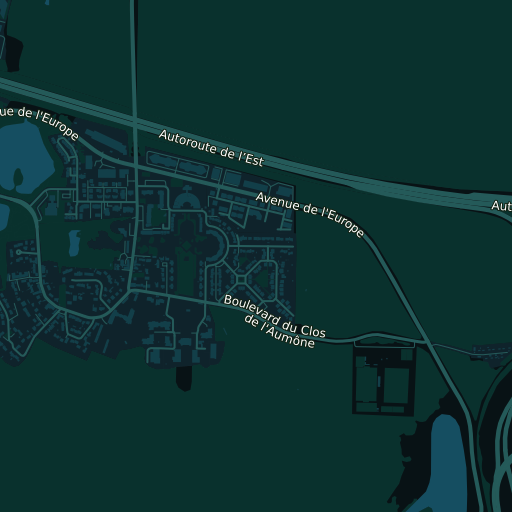 ue de l'Europe
Autoroute de l'Est
Avenue de l'Europe
Aut
Boulevard du Clos
de l'Aumône